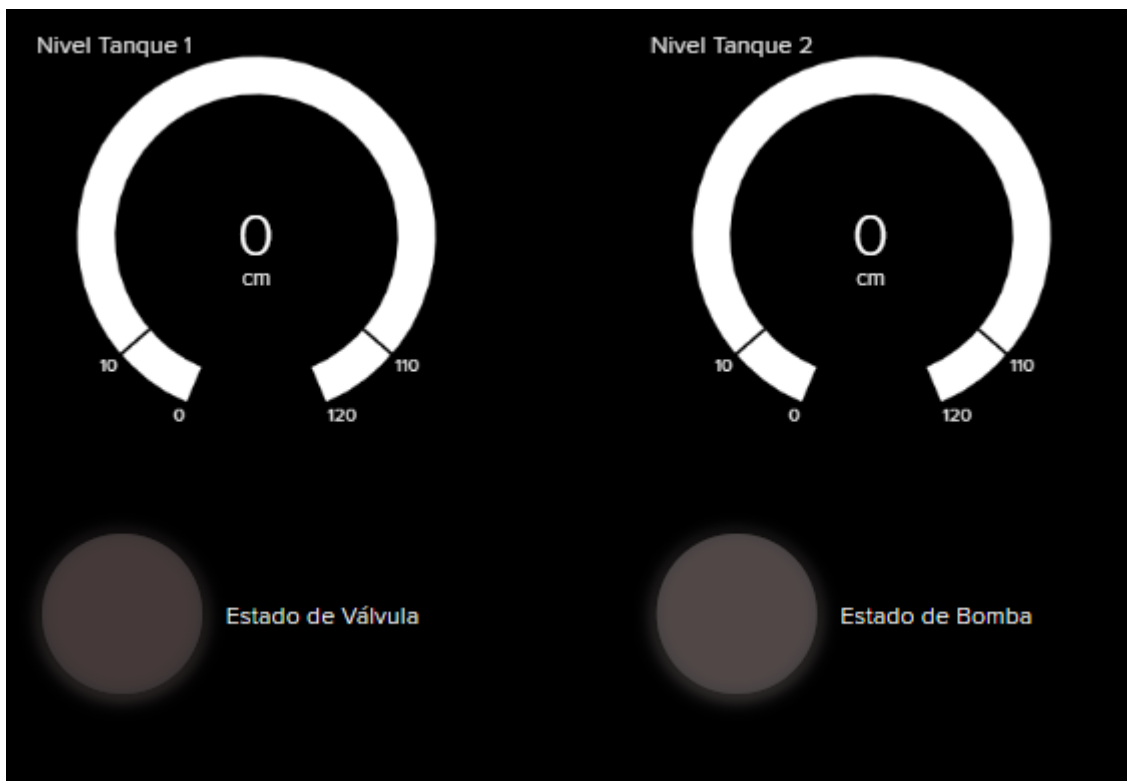 Nivel Tanque 1
0
cm
10
110
0
120
Nivel Tanque 2
0
cm
10
110
0
120
Estado de Válvula
Estado de Bomba